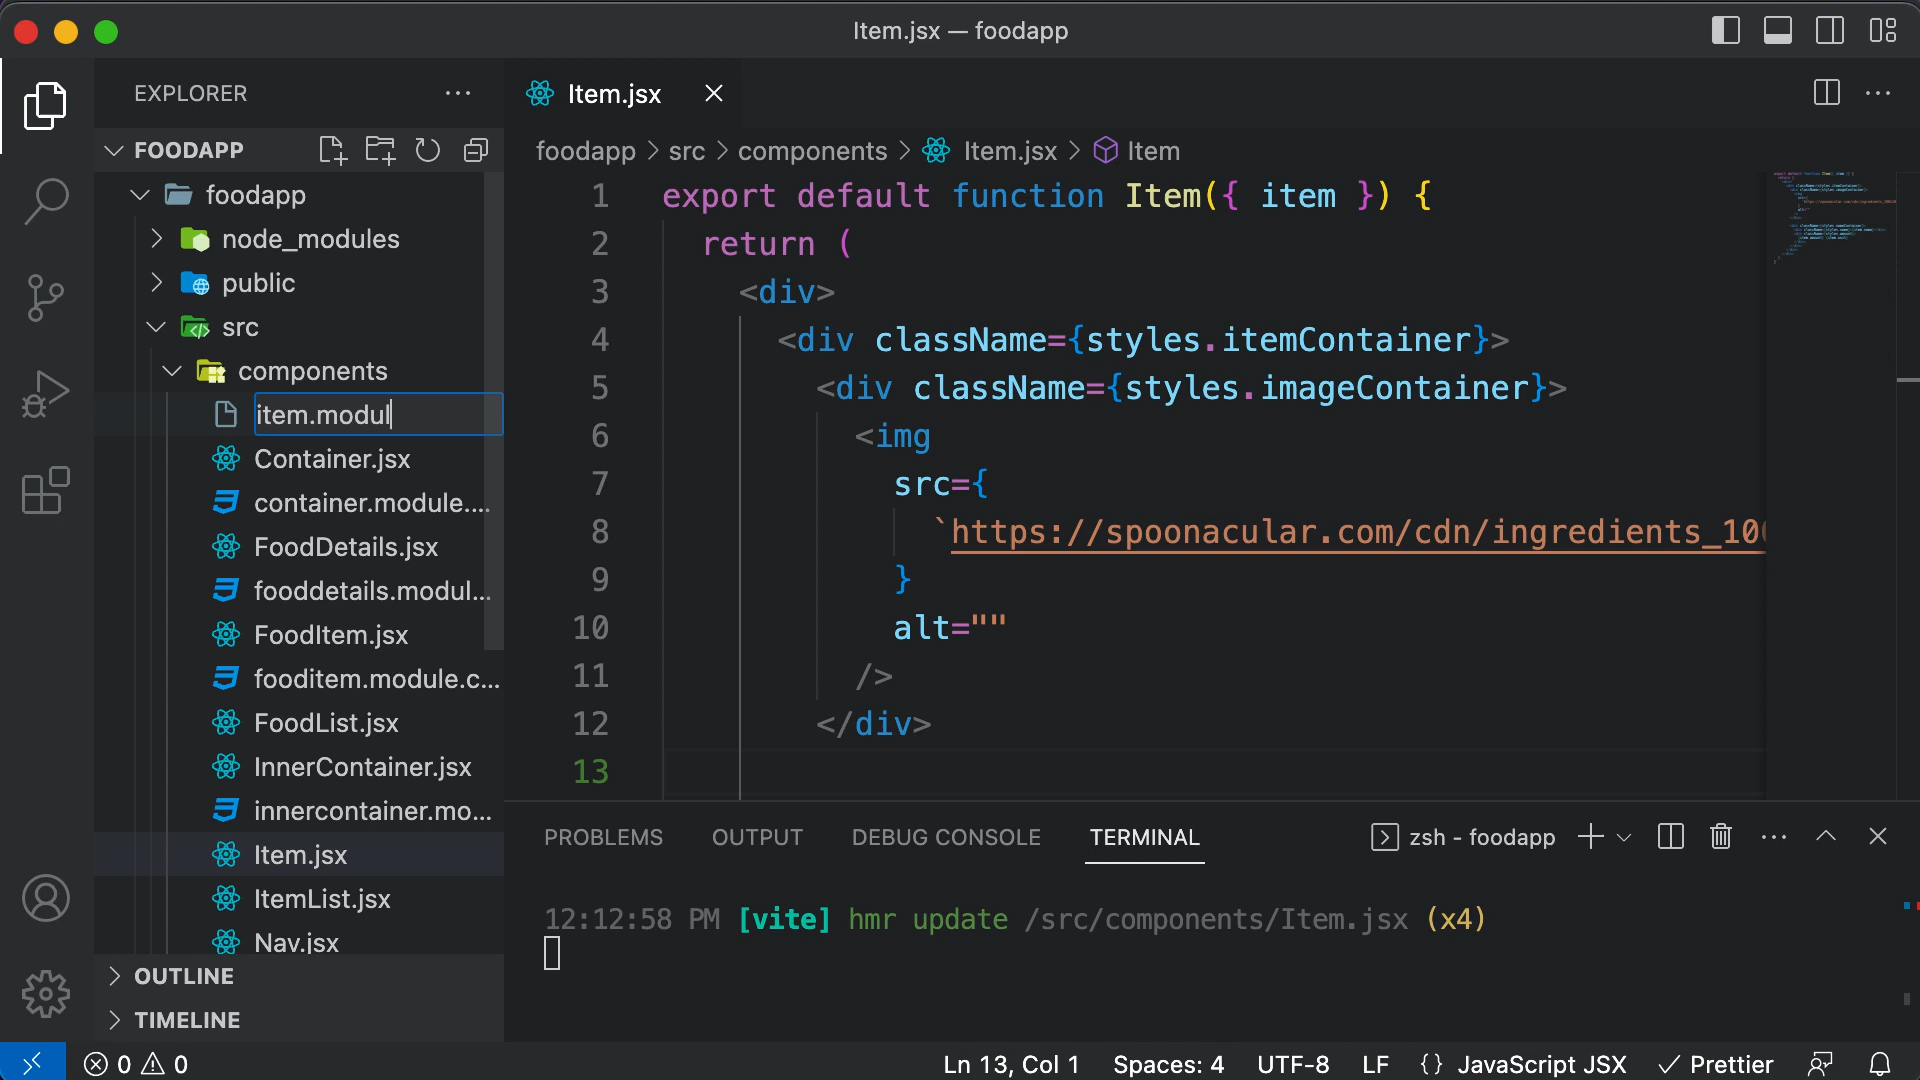 Item.jsx — foodapp
EXPLORER
FOODAPP
foodapp
node_modules
public
src
components
item.modul
Container.jsx
container.module....
FoodDetails.jsx
fooddetails.modul...
FoodItem.jsx
fooditem.module.c...
FoodList.jsx
InnerContainer.jsx
innercontainer.mo...
Item.jsx
ItemList.jsx
Nav.jsx
OUTLINE
TIMELINE
Item.jsx
foodapp > src > components > Item.jsx > Item
1 export default function Item({ item }) {
2 return (
3 <div>
4 <div className={styles.itemContainer}>
5 <div className={styles.imageContainer}>
6 <img
7 src={
8 `https://spoonacular.com/cdn/ingredients_10
9 }
10 alt=""
11 />
12 </div>
13
PROBLEMS OUTPUT DEBUG CONSOLE TERMINAL zsh - foodapp
12:12:58 PM [vite] hmr update /src/components/Item.jsx (x4)
0 0 Ln 13, Col 1 Spaces: 4 UTF-8 LF {} JavaScript JSX Prettier